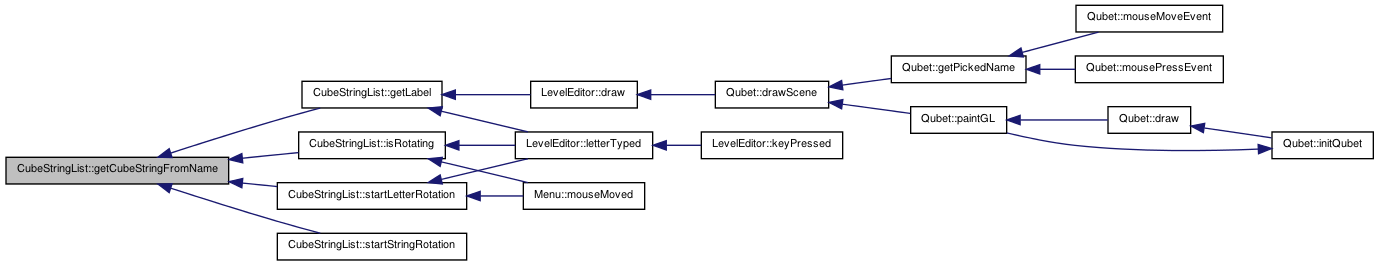 Qubet::mouseMoveEvent
Qubet::getPickedName
Qubet::mousePressEvent
CubeStringList::getLabel
LevelEditor::draw
Qubet::drawScene
Qubet::paintGL
Qubet::draw
CubeStringList::isRotating
LevelEditor::letterTyped
LevelEditor::keyPressed
Qubet::initQubet
CubeStringList::getCubeStringFromName
CubeStringList::startLetterRotation
Menu::mouseMoved
CubeStringList::startStringRotation